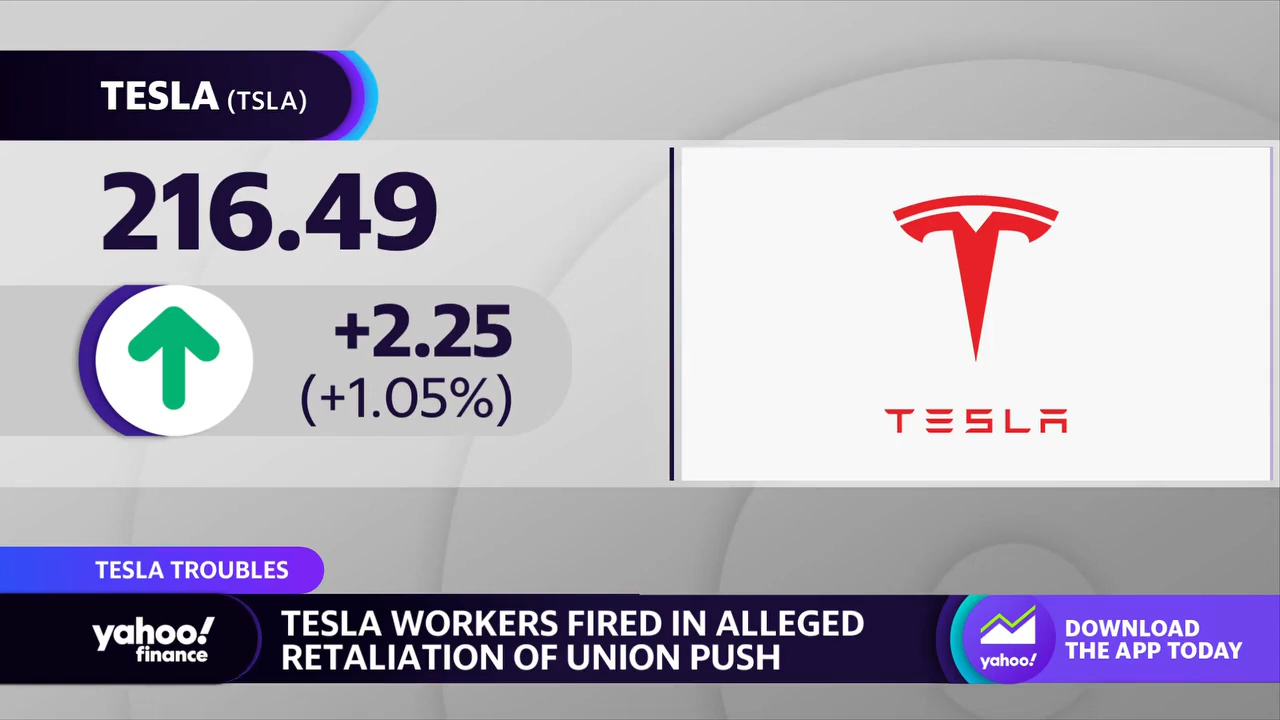 TESLA (TSLA)
216.49
+2.25
(+1.05%)
TESLA
TESLA TROUBLES
yahoo!
finance
TESLA WORKERS FIRED IN ALLEGED
RETALIATION OF UNION PUSH
yahoo!
DOWNLOAD
THE APP TODAY